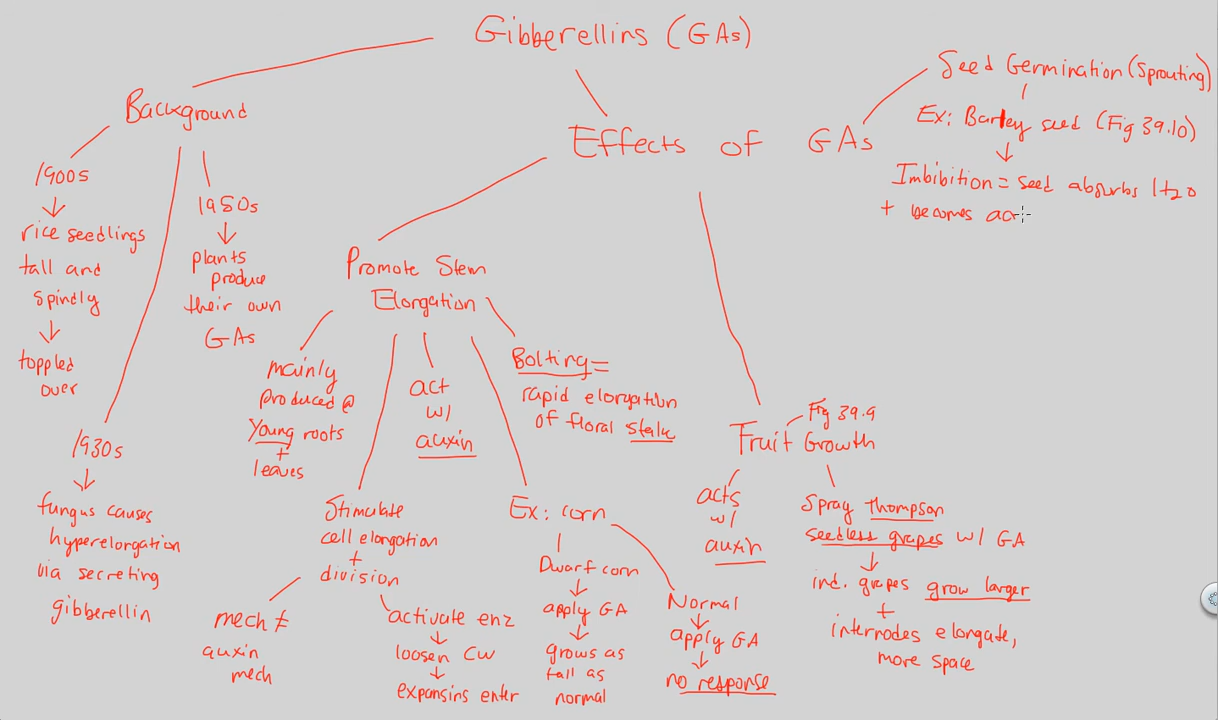 Gibberellins (GAs)
Background
1900s
rice seedlings
tall and
spindly
toppled
over
1930s
fungus causes
hyperelongation
via secreting
gibberellin
1950s
plants
produce
their own
GAs
Effects of GAs
Promote Stem
Elongation
mainly
produced @
young roots
+
leaves
Stimulate
cell elongation
+
division
mech ≠
auxin
mech
activate enz
loosen CW
expansins enter
act
w/
auxin
Ex: corn
Dwarf corn
apply GA
grows as
tall as
normal
Normal
apply GA
no response
Bolting =
rapid elongation
of floral stalk
Fruit Growth
Fig 39.9
acts
w/
auxin
Spray thompson
seedless grapes w/ GA
ind. grapes grow larger
+
internodes elongate,
more space
Seed Germination (Sprouting)
Ex: Barley seed (Fig 39.10)
Imbibition = seed absorbs H2O
+ becomes ac